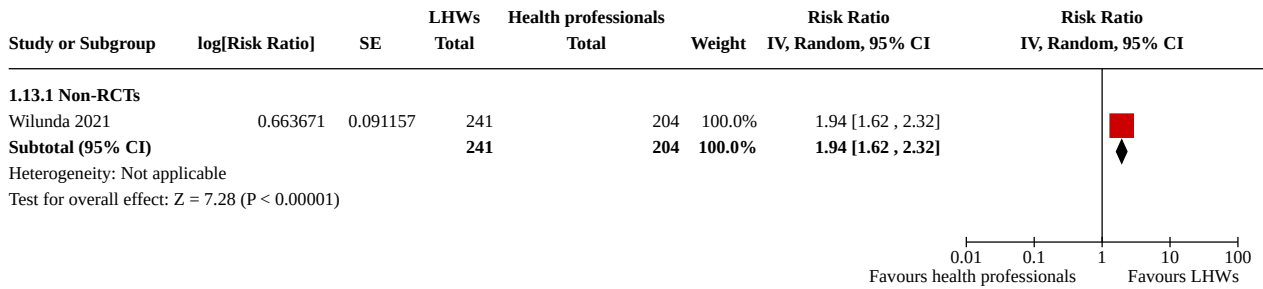 LHWs Health professionals Risk Ratio Risk Ratio
Study or Subgroup log[Risk Ratio] SE Total Total Weight IV, Random, 95% CI IV, Random, 95% CI
1.13.1 Non-RCTs
Wilunda 2021 0.663671 0.091157 241 204 100.0% 1.94 [1.62 , 2.32]
Subtotal (95% CI) 241 204 100.0% 1.94 [1.62 , 2.32]
Heterogeneity: Not applicable
Test for overall effect: Z = 7.28 (P < 0.00001)
0.01 0.1 1 10 100
Favours health professionals Favours LHWs